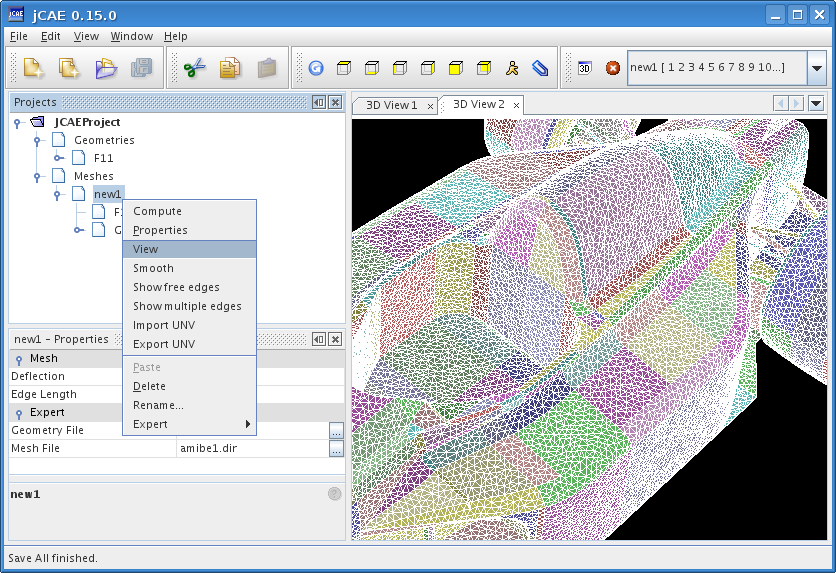 jCAE 0.15.0
File Edit View Window Help
3D new1 [ 1 2 3 4 5 6 7 8 9 10...]
Projects
JCAEProject
Geometries
F11
Meshes
new1
G
Compute
Properties
View
Smooth
Show free edges
Show multiple edges
Import UNV
Export UNV
Paste
Delete
Rename...
Expert
new1 - Properties
Mesh
Deflection
Edge Length
Expert
Geometry File ...
Mesh File amibe1.dir ...
new1
?
3D View 1 × 3D View 2 ×
Save All finished.